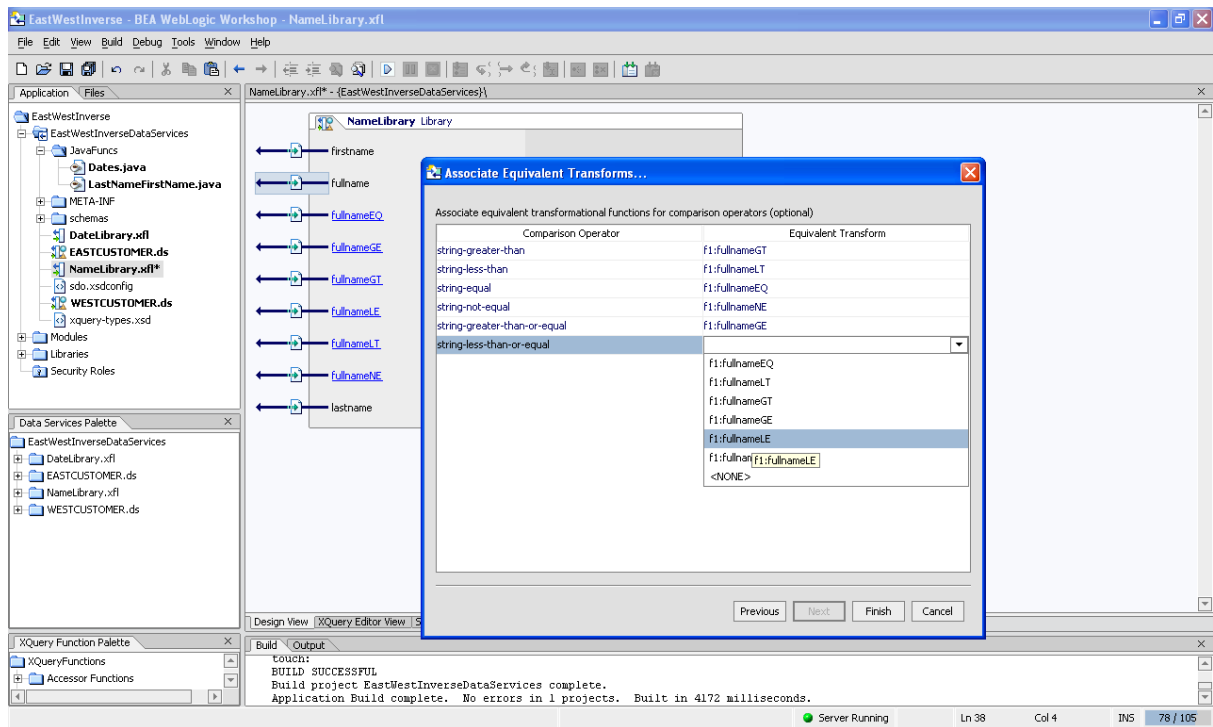 EastWestInverse - BEA WebLogic Workshop - NameLibrary.xfl
File Edit View Build Debug Tools Window Help
Application Files
NameLibrary.xfl* - {EastWestInverseDataServices}\
EastWestInverse
EastWestInverseDataServices
JavaFuncs
Dates.java
LastNameFirstName.java
META-INF
schemas
DateLibrary.xfl
EASTCUSTOMER.ds
NameLibrary.xfl*
sdo.xsdconfig
WESTCUSTOMER.ds
xquery-types.xsd
Modules
Libraries
Security Roles
Data Services Palette
EastWestInverseDataServices
DateLibrary.xfl
EASTCUSTOMER.ds
NameLibrary.xfl
WESTCUSTOMER.ds
XQuery Function Palette
XQueryFunctions
Accessor Functions
NameLibrary Library
firstname
fullname
fullnameEQ
fullnameGE
fullnameGT
fullnameLE
fullnameLT
fullnameNE
lastname
Associate Equivalent Transforms...
Associate equivalent transformational functions for comparison operators (optional)
Comparison Operator Equivalent Transform
string-greater-than f1:fullnameGT
string-less-than f1:fullnameLT
string-equal f1:fullnameEQ
string-not-equal f1:fullnameNE
string-greater-than-or-equal f1:fullnameGE
string-less-than-or-equal
f1:fullnameEQ
f1:fullnameLT
f1:fullnameGT
f1:fullnameGE
f1:fullnameLE
f1:fullnameLE
<NONE>
Previous Next Finish Cancel
Design View XQuery Editor View
Build Output
touch:
BUILD SUCCESSFUL
Build project EastWestInverseDataServices complete.
Application Build complete. No errors in 1 projects. Built in 4172 milliseconds.
Server Running Ln 38 Col 4 INS 78 / 105